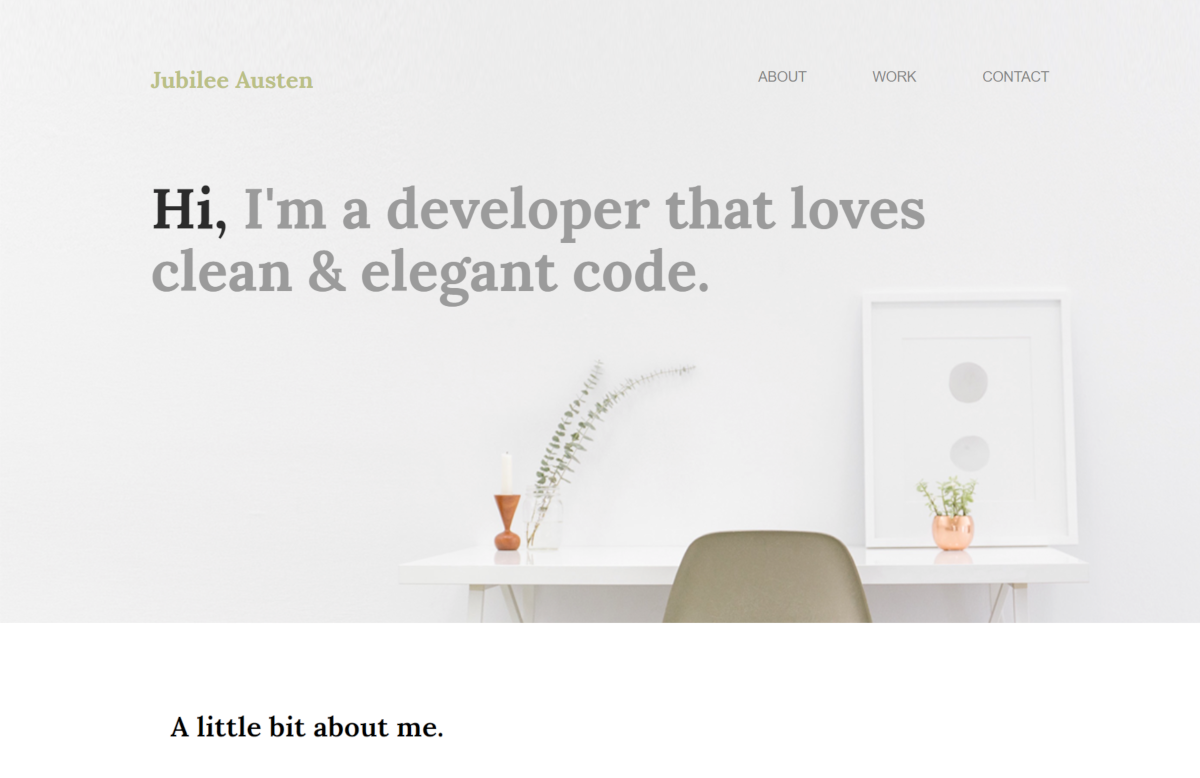 Jubilee Austen
ABOUT
WORK
CONTACT
Hi, I'm a developer that loves
clean & elegant code.
A little bit about me.